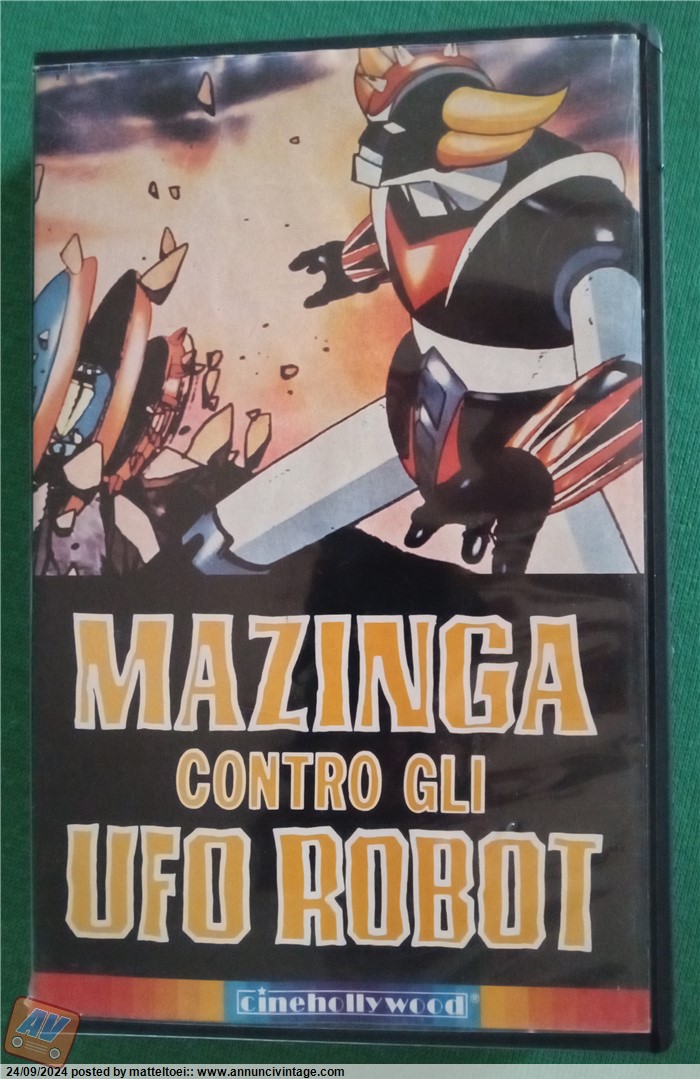 MAZINGA
CONTRO GLI
UFO ROBOT
cinehollywood®
AV
24/09/2024 posted by matteltoei:: www.annuncivintage.com